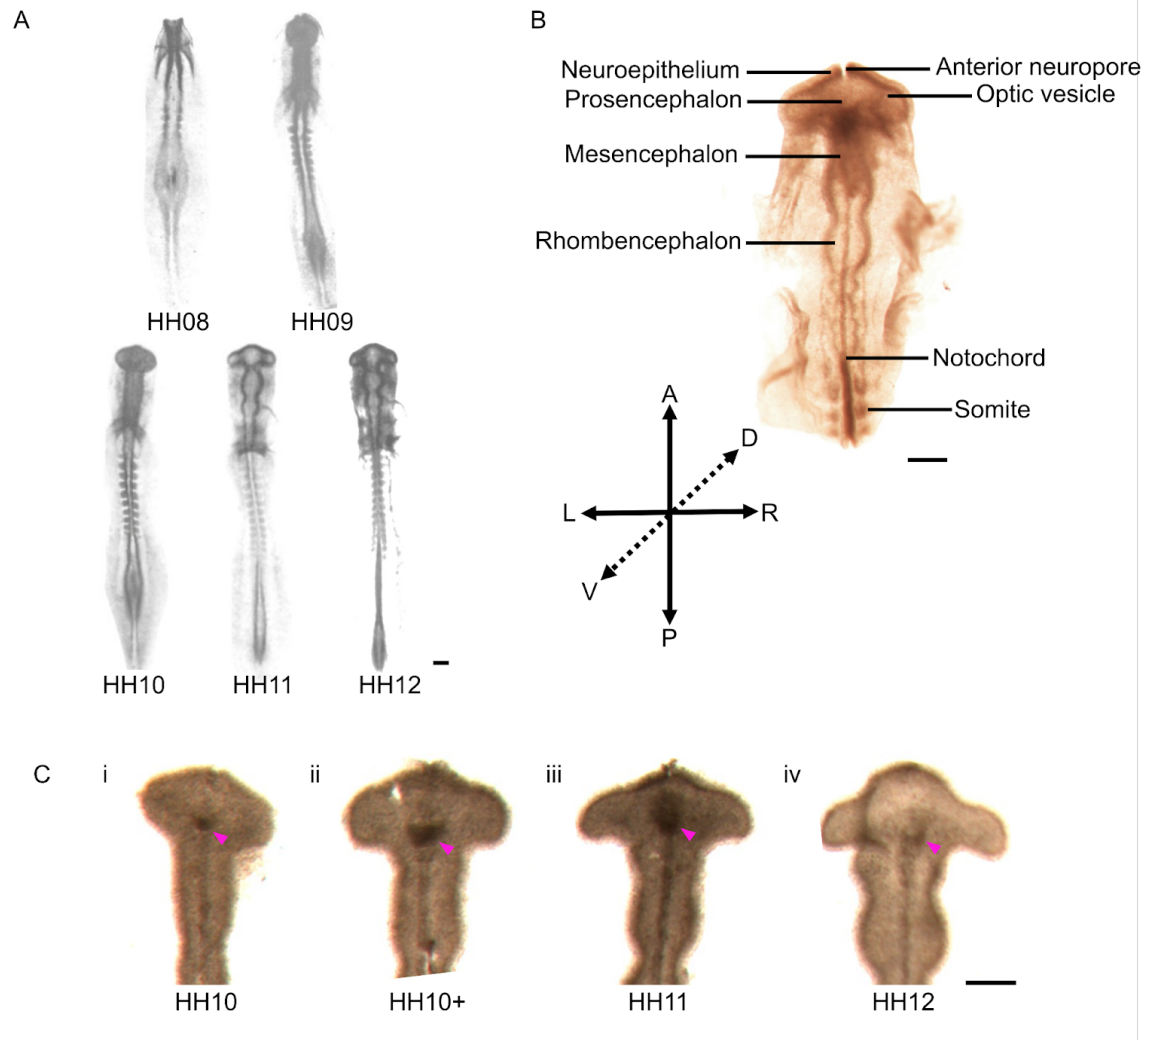 A
B
HH08
HH09
HH10
HH11
HH12
Neuroepithelium
Prosencephalon
Mesencephalon
Rhombencephalon
Anterior neuropore
Optic vesicle
Notochord
Somite
A
D
L
R
V
P
C
i
ii
iii
iv
HH10
HH10+
HH11
HH12